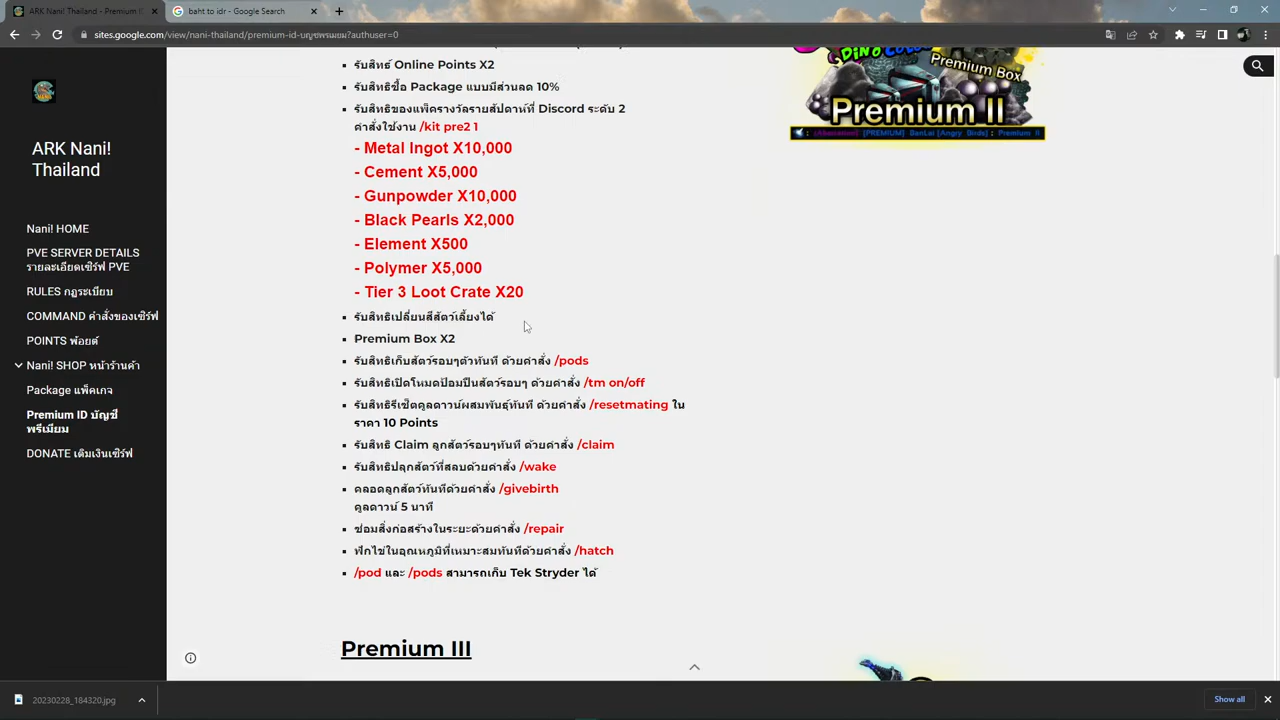 ARK Nani! Thailand - Premium I
baht to idr - Google Search
sites.google.com/view/nani-thailand/premium-id-บัญชีพรีเมียม?authuser=0
ARK Nani!
Thailand
Nani! HOME
PVE SERVER DETAILS
รายละเอียดเซิร์ฟ PVE
RULES กฎระเบียบ
COMMAND คำสั่งของเซิร์ฟ
POINTS พ้อยต์
Nani! SHOP หน้าร้านค้า
Package แพ็คเกจ
Premium ID บัญชี
พรีเมียม
DONATE เติมเงินเซิร์ฟ
รับสิทธ์ Online Points X2
รับสิทธิซื้อ Package แบบมีส่วนลด 10%
รับสิทธิของแพ็ครางวัลรายสัปดาห์ที่ Discord ระดับ 2
คำสั่งใช้งาน /kit pre2 1
- Metal Ingot X10,000
- Cement X5,000
- Gunpowder X10,000
- Black Pearls X2,000
- Element X500
- Polymer X5,000
- Tier 3 Loot Crate X20
รับสิทธิเปลี่ยนสีสัตว์เลี้ยงได้
Premium Box X2
รับสิทธิเก็บสัตว์รอบๆตัวทันที ด้วยคำสั่ง /pods
รับสิทธิเปิดโหมดป้อมปืนสัตว์รอบๆ ด้วยคำสั่ง /tm on/off
รับสิทธิรีเซ็ตคูลดาวน์ผสมพันธุ์ทันที ด้วยคำสั่ง /resetmating ใน
ราคา 10 Points
รับสิทธิ Claim ลูกสัตว์รอบๆทันที ด้วยคำสั่ง /claim
รับสิทธิปลุกสัตว์ที่สลบด้วยคำสั่ง /wake
คลอดลูกสัตว์ทันทีด้วยคำสั่ง /givebirth
คูลดาวน์ 5 นาที
ซ่อมสิ่งก่อสร้างในระยะด้วยคำสั่ง /repair
ฟักไข่ในอุณหภูมิที่เหมาะสมทันทีด้วยคำสั่ง /hatch
/pod และ /pods สามารถเก็บ Tek Stryder ได้
Premium III
Premium Box
Premium II
[PREMIUM] BanLai [Angry Birds] : Premium II
20230228_184320.jpg
Show all